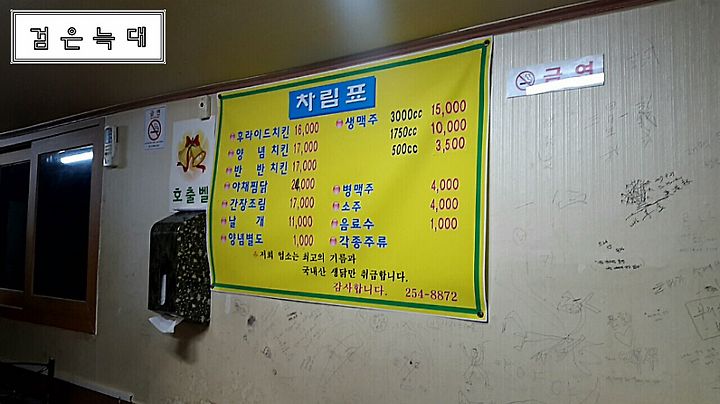 검은늑대
차림표
후라이드치킨 16,000
양 념 치킨 17,000
반 반 치킨 17,000
야채찜닭 24,000
간장조림 17,000
날 개 11,000
양념별도 1,000
생맥주 3000cc 15,000
1750cc 10,000
500cc 3,500
병맥주 4,000
소주 4,000
음료수 1,000
각종주류
저희 업소는 최고의 기름과
국내산 생닭만 취급합니다.
감사합니다. 254-8872
호출벨
금연